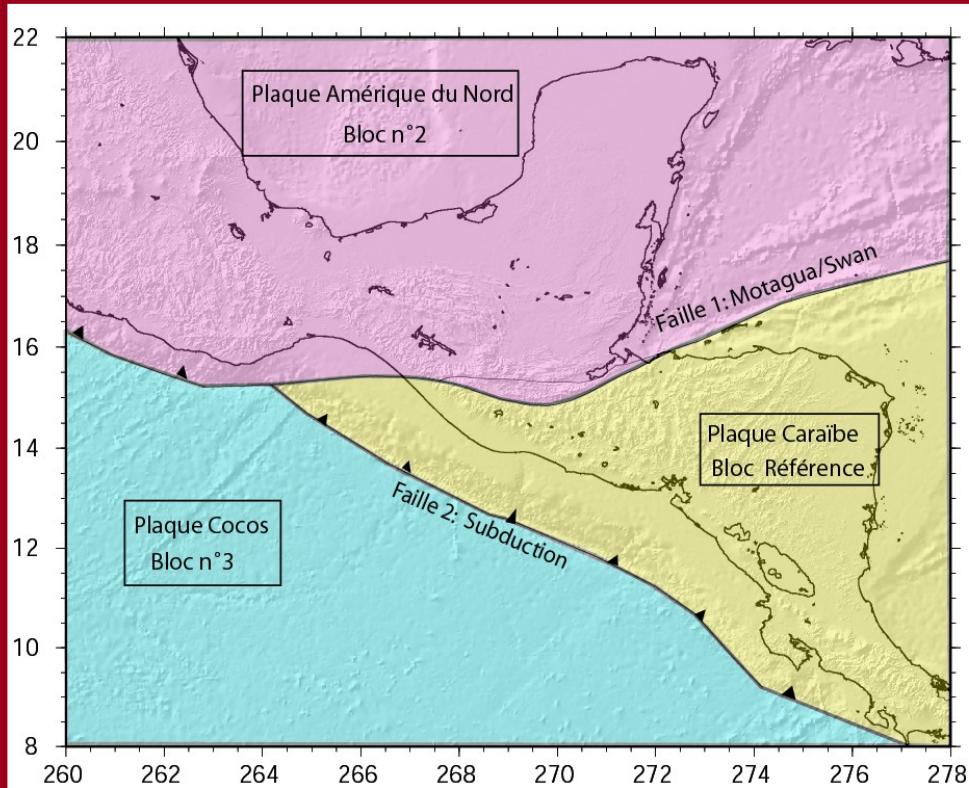 22
20
18
16
14
12
10
8
260 262 264 266 268 270 272 274 276 278
Plaque Amérique du Nord
Bloc n°2
Faille 1: Motagua/Swan
Plaque Caraïbe
Bloc Référence
Faille 2: Subduction
Plaque Cocos
Bloc n°3